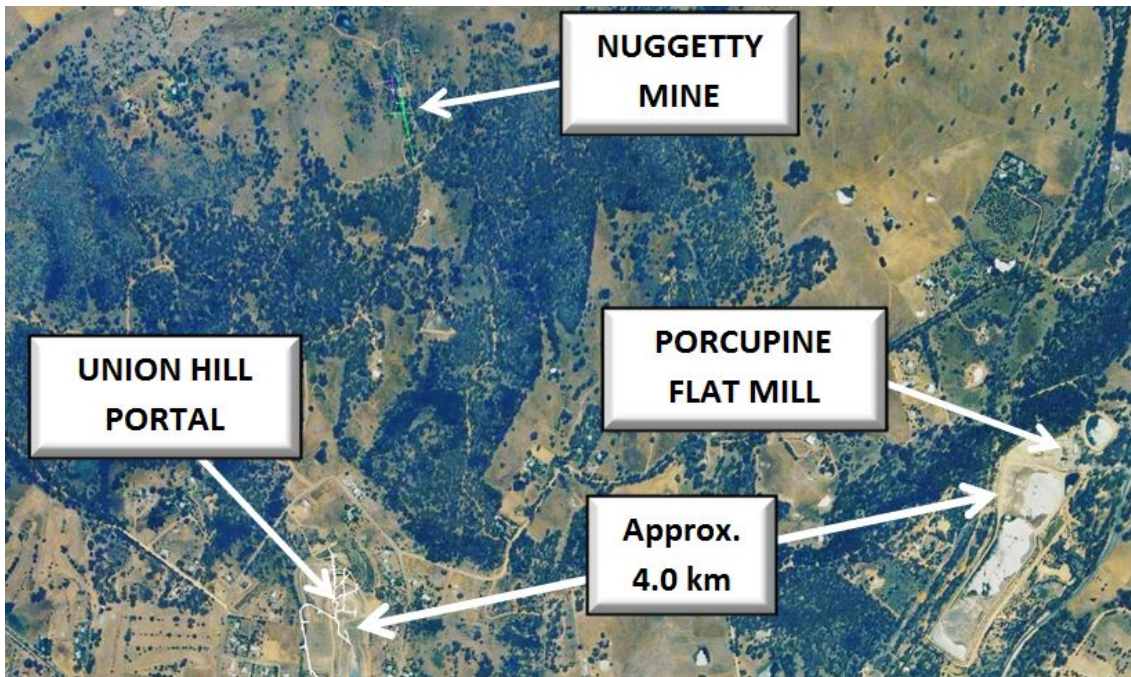 NUGGETTY
MINE
UNION HILL
PORTAL
PORCUPINE
FLAT MILL
Approx.
4.0 km